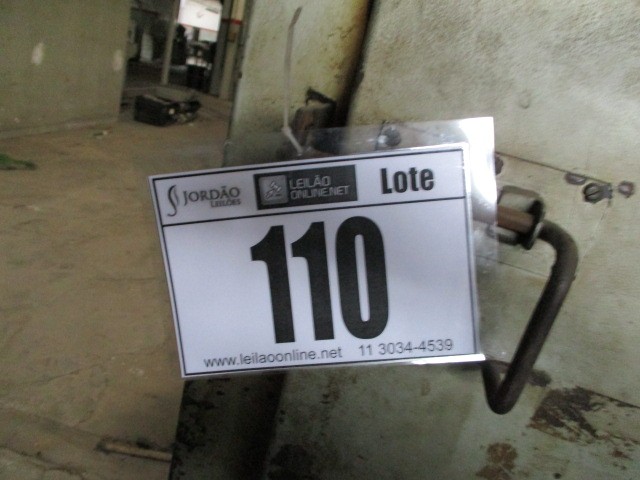 JORDÃO
LEILÕES
LEILÃO
ONLINE.NET
Lote
110
www.leilaoonline.net 11 3034-4539